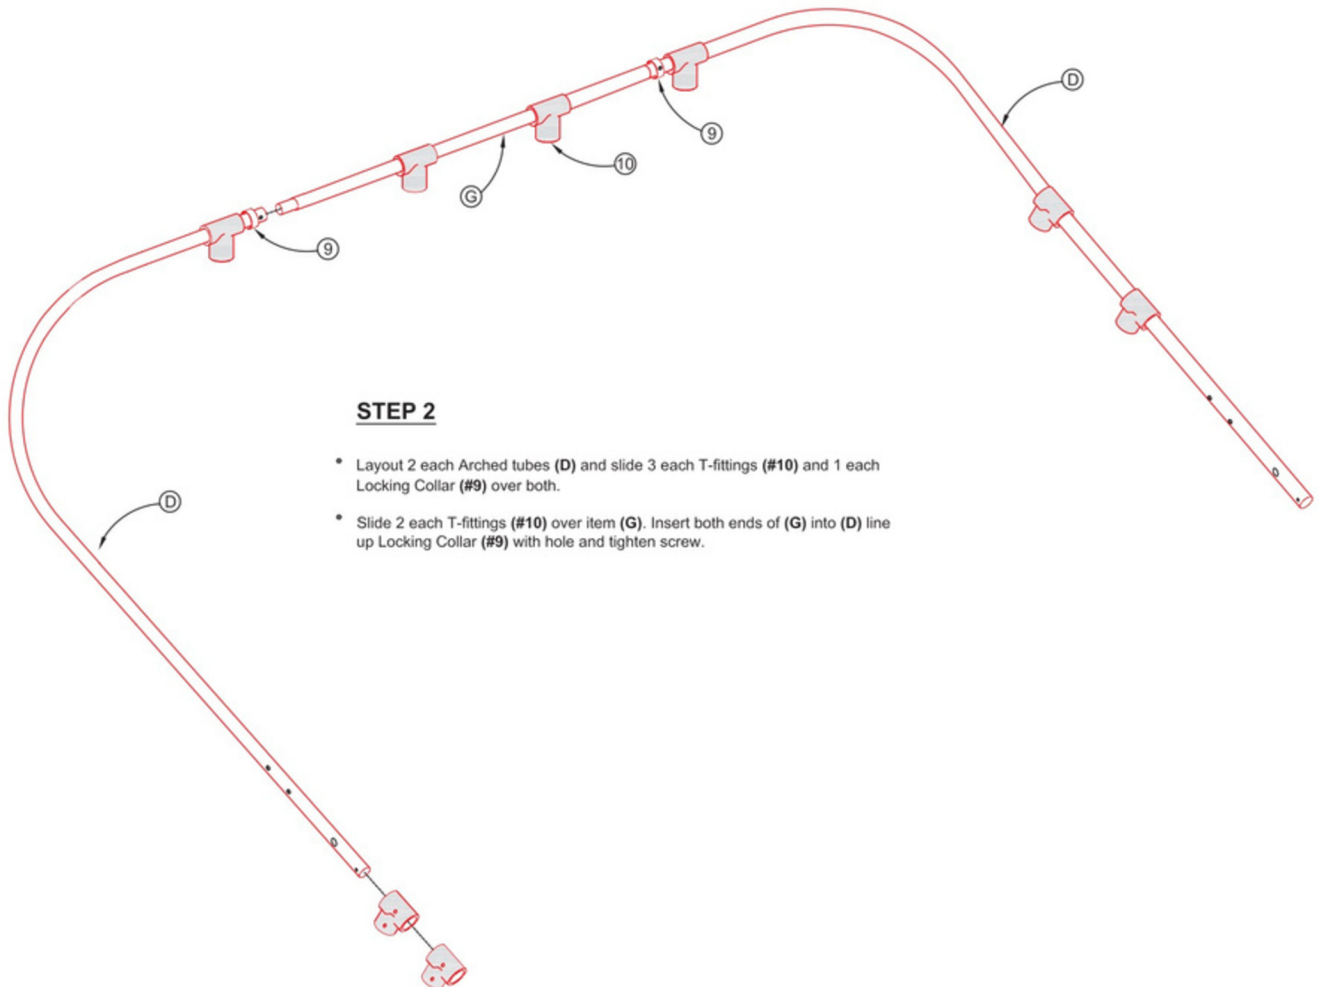 D
9
10
G
9
STEP 2
• Layout 2 each Arched tubes (D) and slide 3 each T-fittings (#10) and 1 each
Locking Collar (#9) over both.
• Slide 2 each T-fittings (#10) over item (G). Insert both ends of (G) into (D) line
up Locking Collar (#9) with hole and tighten screw.
D